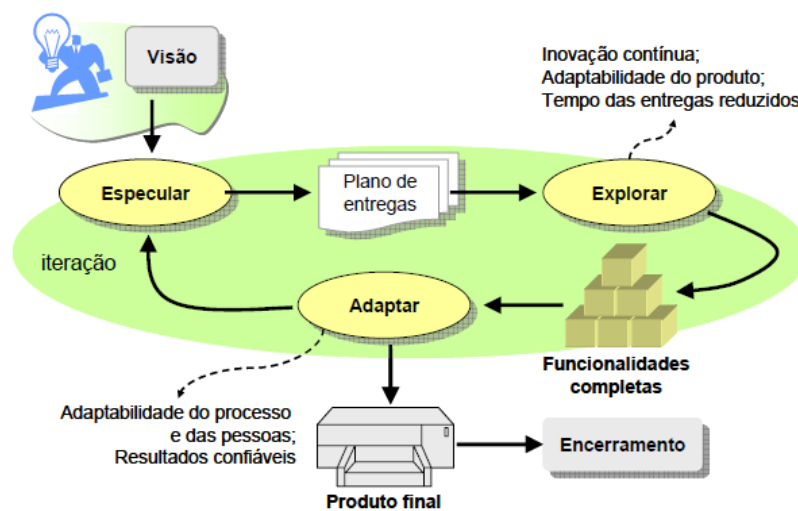 Visão
Inovação contínua;
Adaptabilidade do produto;
Tempo das entregas reduzidos
Especular
Plano de
entregas
Explorar
iteração
Adaptar
Funcionalidades
completas
Adaptabilidade do processo
e das pessoas;
Resultados confiáveis
Encerramento
Produto final